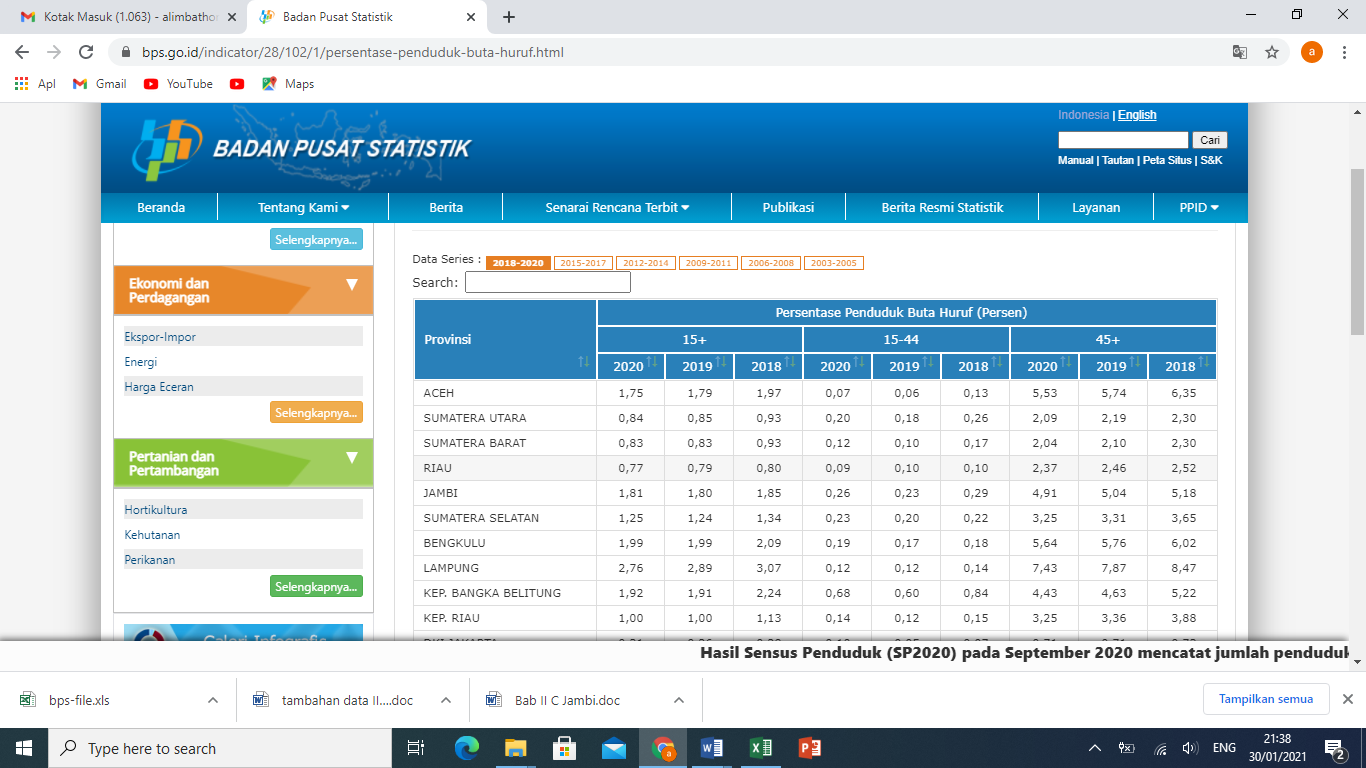 Kotak Masuk (1.063) - alimbathor
Badan Pusat Statistik
bps.go.id/indicator/28/102/1/persentase-penduduk-buta-huruf.html
a
Apl Gmail YouTube Maps
BADAN PUSAT STATISTIK
Indonesia | English
Cari
Manual | Tautan | Peta Situs | S&K
Beranda Tentang Kami Berita Senarai Rencana Terbit Publikasi Berita Resmi Statistik Layanan PPID
Selengkapnya...
Ekonomi dan
Perdagangan
Ekspor-Impor
Energi
Harga Eceran
Selengkapnya...
Pertanian dan
Pertambangan
Hortikultura
Kehutanan
Perikanan
Selengkapnya...
Galeri Infografis
Data Series : 2018-2020 2015-2017 2012-2014 2009-2011 2006-2008 2003-2005
Search:
Provinsi
Persentase Penduduk Buta Huruf (Persen)
15+ 15-44 45+
2020 2019 2018 2020 2019 2018 2020 2019 2018
ACEH 1,75 1,79 1,97 0,07 0,06 0,13 5,53 5,74 6,35
SUMATERA UTARA 0,84 0,85 0,93 0,20 0,18 0,26 2,09 2,19 2,30
SUMATERA BARAT 0,83 0,83 0,93 0,12 0,10 0,17 2,04 2,10 2,30
RIAU 0,77 0,79 0,80 0,09 0,10 0,10 2,37 2,46 2,52
JAMBI 1,81 1,80 1,85 0,26 0,23 0,29 4,91 5,04 5,18
SUMATERA SELATAN 1,25 1,24 1,34 0,23 0,20 0,22 3,25 3,31 3,65
BENGKULU 1,99 1,99 2,09 0,19 0,17 0,18 5,64 5,76 6,02
LAMPUNG 2,76 2,89 3,07 0,12 0,12 0,14 7,43 7,87 8,47
KEP. BANGKA BELITUNG 1,92 1,91 2,24 0,68 0,60 0,84 4,43 4,63 5,22
KEP. RIAU 1,00 1,00 1,13 0,14 0,12 0,15 3,25 3,36 3,88
DKI JAKARTA
Hasil Sensus Penduduk (SP2020) pada September 2020 mencatat jumlah penduduk
bps-file.xls
tambahan data II....doc
Bab II C Jambi.doc
Tampilkan semua
Type here to search
ENG
21:38
30/01/2021
2